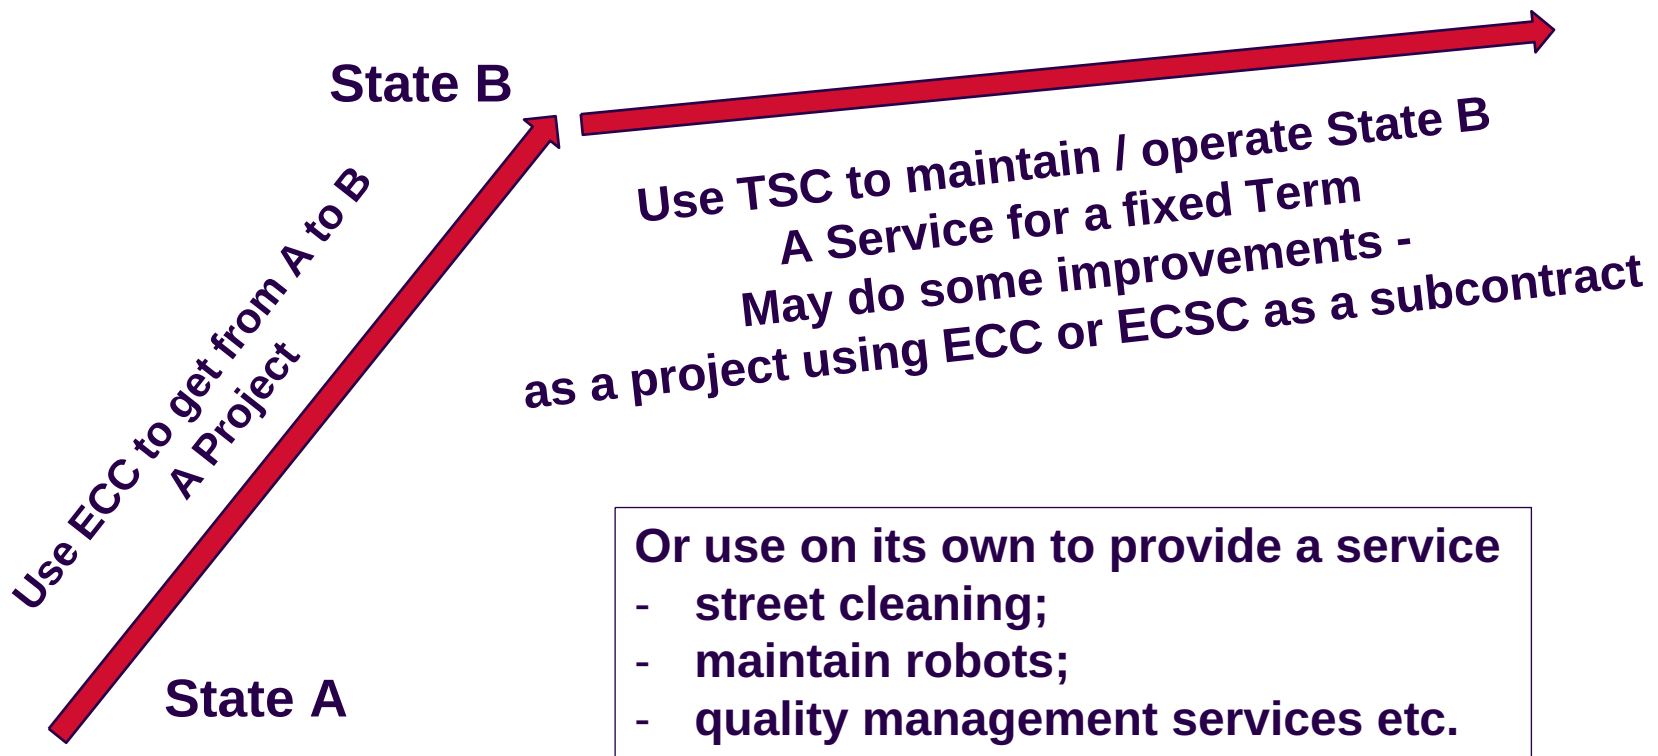 State B
Use ECC to get from A to B
A Project
State A
Use TSC to maintain / operate State B
A Service for a fixed Term
May do some improvements -
as a project using ECC or ECSC as a subcontract
Or use on its own to provide a service
- street cleaning;
- maintain robots;
- quality management services etc.